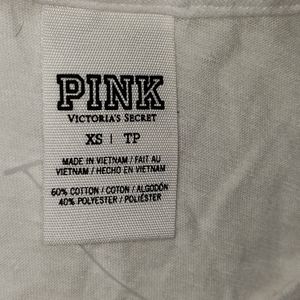 PINK
VICTORIA'S SECRET
XS | TP
MADE IN VIETNAM / FAIT AU
VIETNAM / HECHO EN VIETNAM
60% COTTON / COTON / ALGODÓN
40% POLYESTER / POLIÉSTER